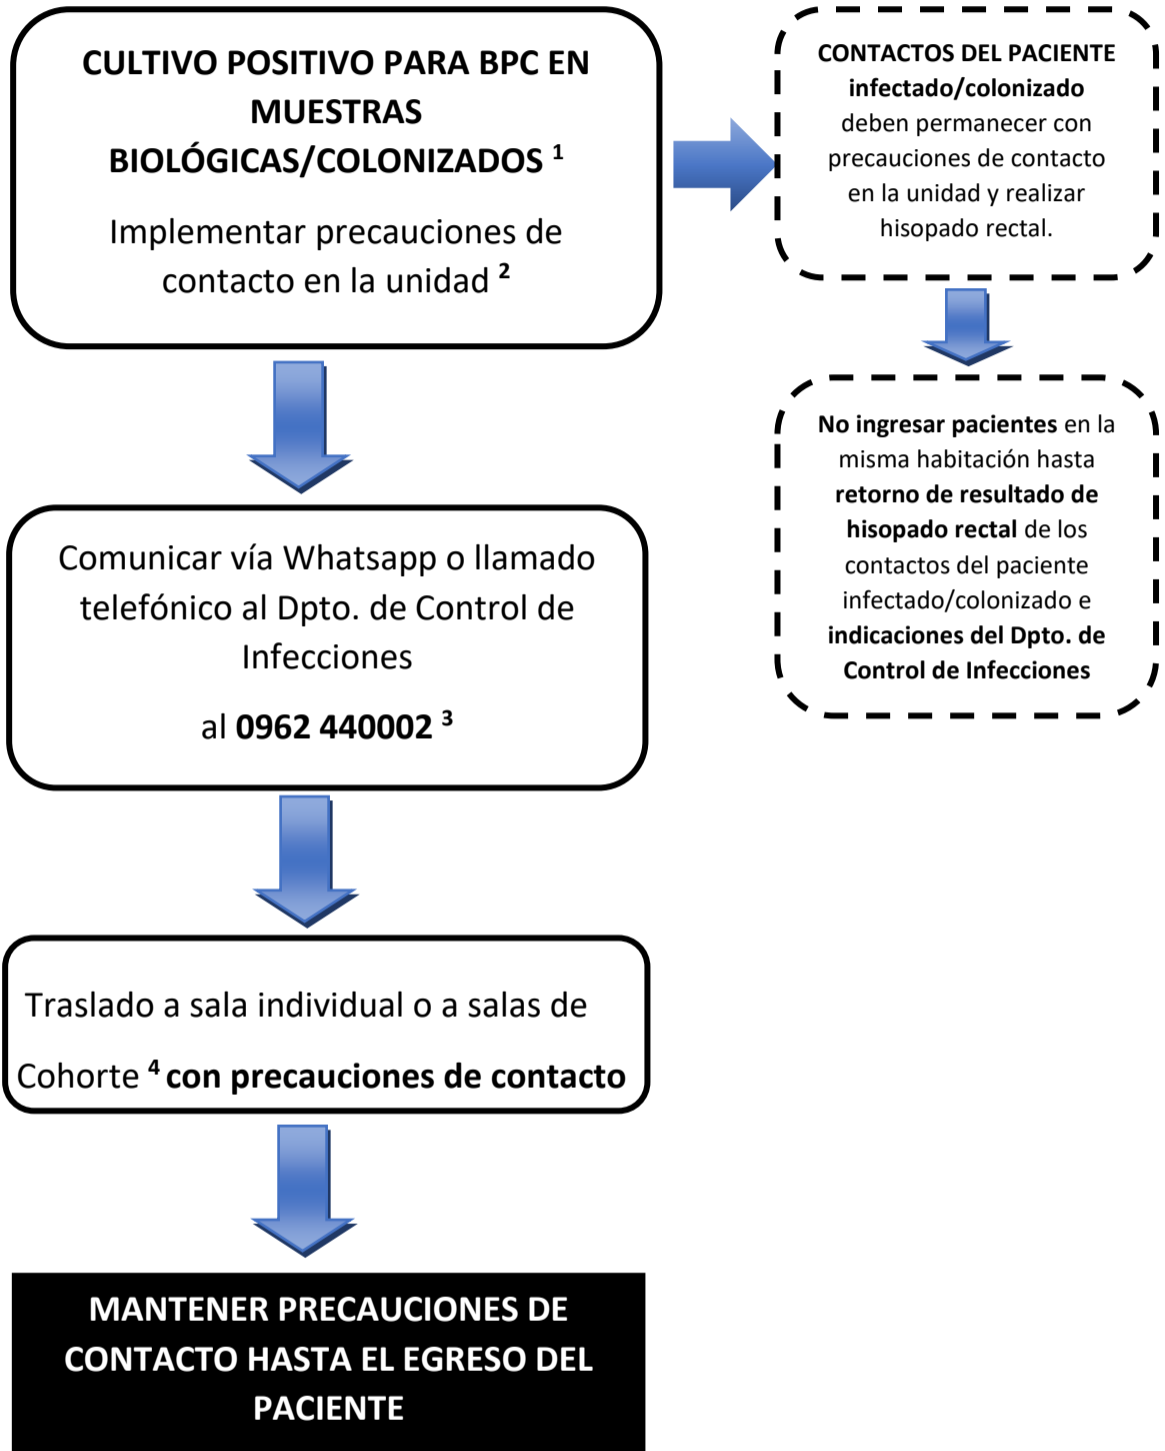 CULTIVO POSITIVO PARA BPC EN
MUESTRAS
BIOLÓGICAS/COLONIZADOS ¹
Implementar precauciones de
contacto en la unidad ²
CONTACTOS DEL PACIENTE
infectado/colonizado
deben permanecer con
precauciones de contacto
en la unidad y realizar
hisopado rectal.
No ingresar pacientes en la
misma habitación hasta
retorno de resultado de
hisopado rectal de los
contactos del paciente
infectado/colonizado e
indicaciones del Dpto. de
Control de Infecciones
Comunicar vía Whatsapp o llamado
telefónico al Dpto. de Control de
Infecciones
al 0962 440002 ³
Traslado a sala individual o a salas de
Cohorte ⁴ con precauciones de contacto
MANTENER PRECAUCIONES DE
CONTACTO HASTA EL EGRESO DEL
PACIENTE